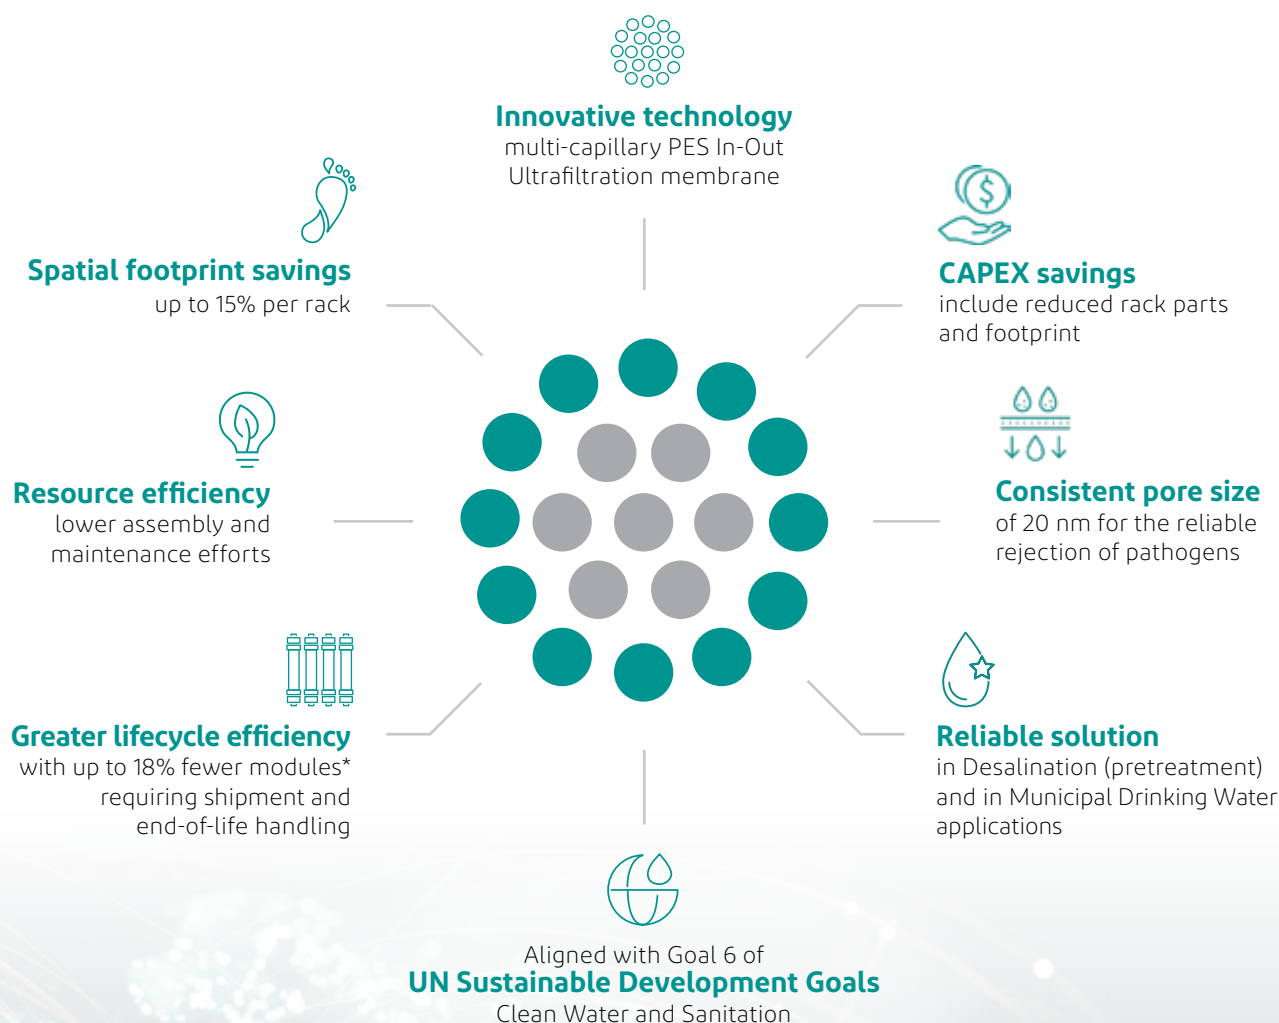 Innovative technology
multi-capillary PES In-Out
Ultrafiltration membrane
Spatial footprint savings
up to 15% per rack
CAPEX savings
include reduced rack parts
and footprint
Resource efficiency
lower assembly and
maintenance efforts
Consistent pore size
of 20 nm for the reliable
rejection of pathogens
Greater lifecycle efficiency
with up to 18% fewer modules*
requiring shipment and
end-of-life handling
Reliable solution
in Desalination (pretreatment)
and in Municipal Drinking Water
applications
Aligned with Goal 6 of
UN Sustainable Development Goals
Clean Water and Sanitation